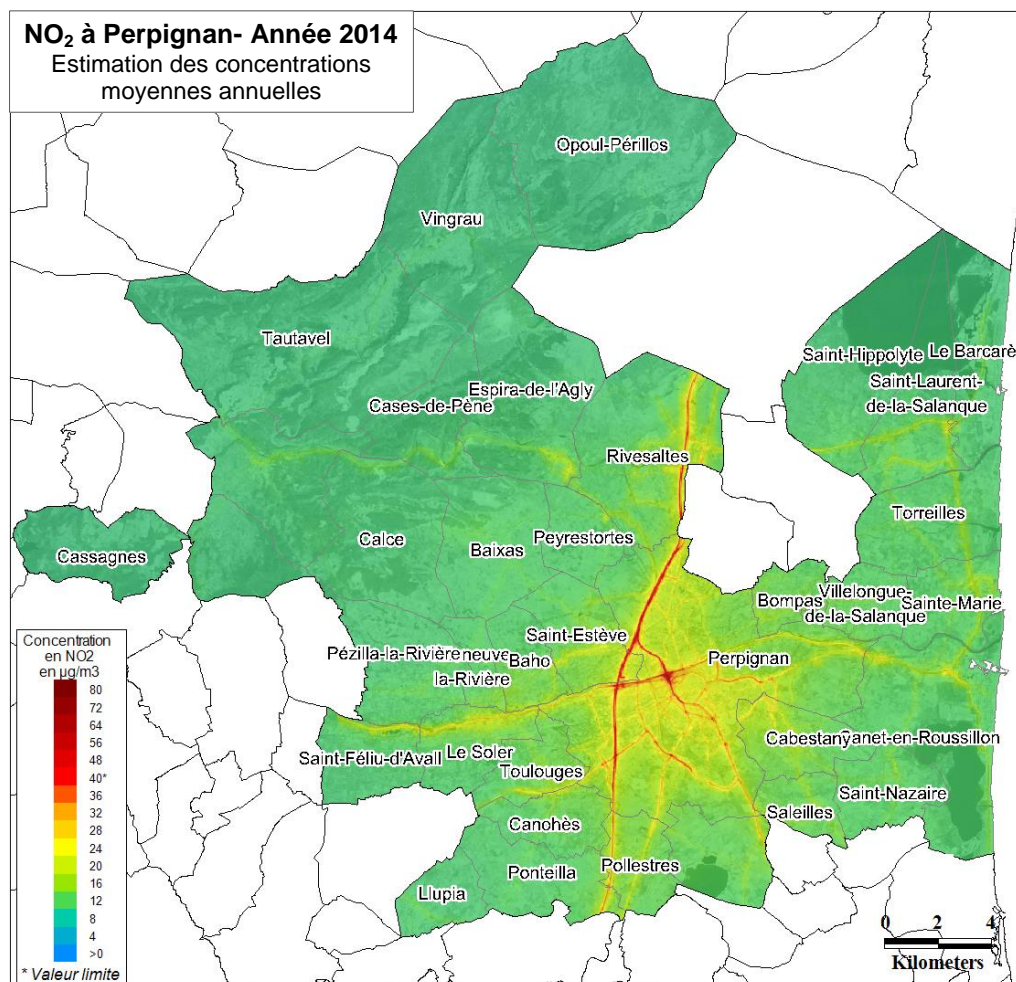 NO₂ à Perpignan- Année 2014
Estimation des concentrations
moyennes annuelles
Opoul-Périllos
Vingrau
Tautavel
Saint-Hippolyte
Le Barcarè
Saint-Laurent-
de-la-Salanque
Espira-de-l'Agly
Cases-de-Pène
Rivesaltes
Torreilles
Cassagnes
Calce
Baixas
Peyrestortes
Bompas
Villelongue-
de-la-Salanque
Sainte-Marie
Saint-Estève
Pézilla-la-Rivière
neuve
la-Rivière
Baho
Perpignan
Saint-Féliu-d'Avall
Le Soler
Toulouges
Cabestany
anet-en-Roussillon
Saint-Nazaire
Saleilles
Canohès
Ponteilla
Pollestres
Llupia
Concentration
en NO2
en µg/m3
80
72
64
56
48
40*
36
32
28
24
20
16
12
8
4
>0
* Valeur limite
0 2 4
Kilometers